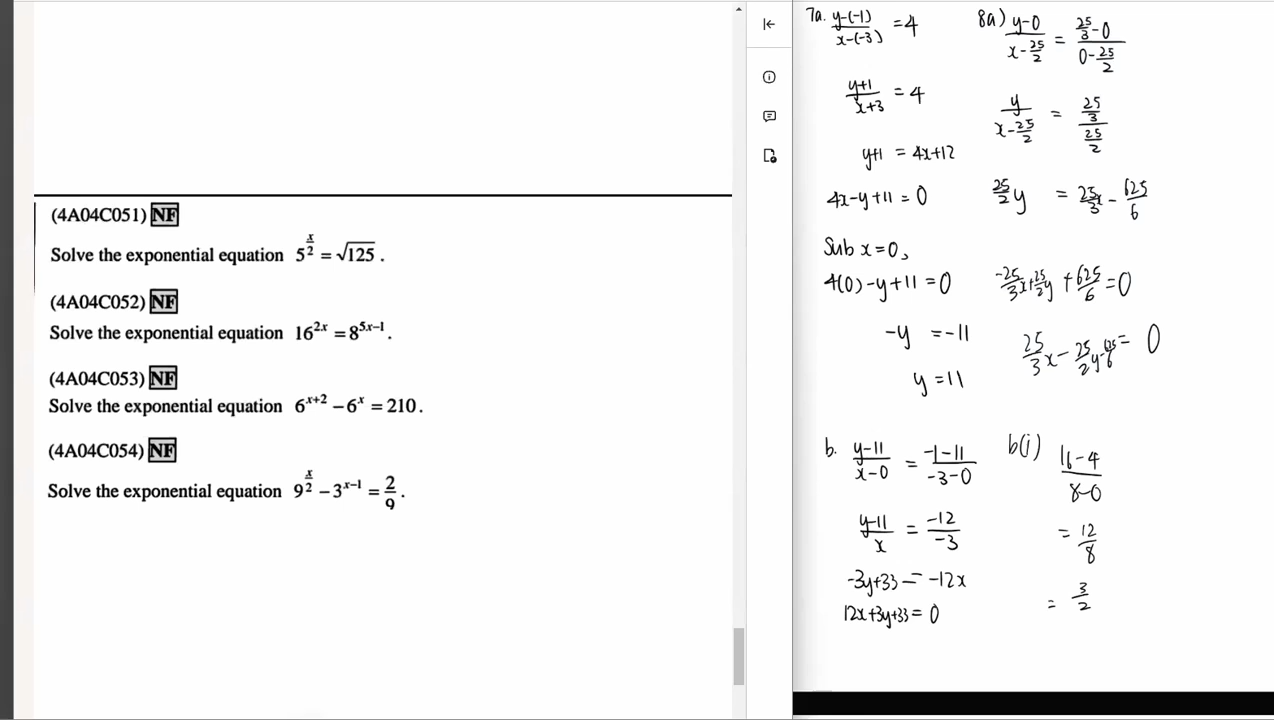 (4A04C051) NF
Solve the exponential equation 5^(x/2) = √125 .
(4A04C052) NF
Solve the exponential equation 16^(2x) = 8^(5x−1) .
(4A04C053) NF
Solve the exponential equation 6^(x+2) − 6^x = 210 .
(4A04C054) NF
Solve the exponential equation 9^(x/2) − 3^(x−1) = 2/9 .
7a. (y-(-1))/(x-(-3)) = 4
(y+1)/(x+3) = 4
y+1 = 4x+12
4x-y+11 = 0
Sub x=0,
4(0)-y+11 = 0
-y = -11
y = 11
b. (y-11)/(x-0) = (-1-11)/(-3-0)
(y-11)/x = (-12)/(-3)
-3y+33 = -12x
12x+3y+33 = 0
8a) (y-0)/(x-25/2) = (25/3-0)/(0-25/2)
y/(x-25/2) = (25/3)/(25/2)
25/2 y = 25/3 x - 625/6
-25/3 x + 25/2 y + 625/6 = 0
25/3 x - 25/2 y - 625/6 = 0
b(i) (16-4)/(8-0)
= 12/8
= 3/2